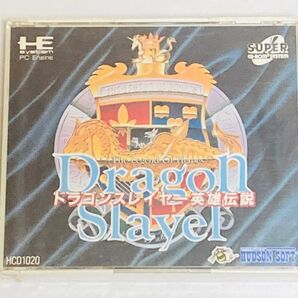 HE
system
PC Engine
SUPER
CD-ROM² SYSTEM
THE LEGEND OF HEROES
Dragon
ドラゴンスレイヤー英雄伝説
Slayer
HCD1020
HUDSON SOFT